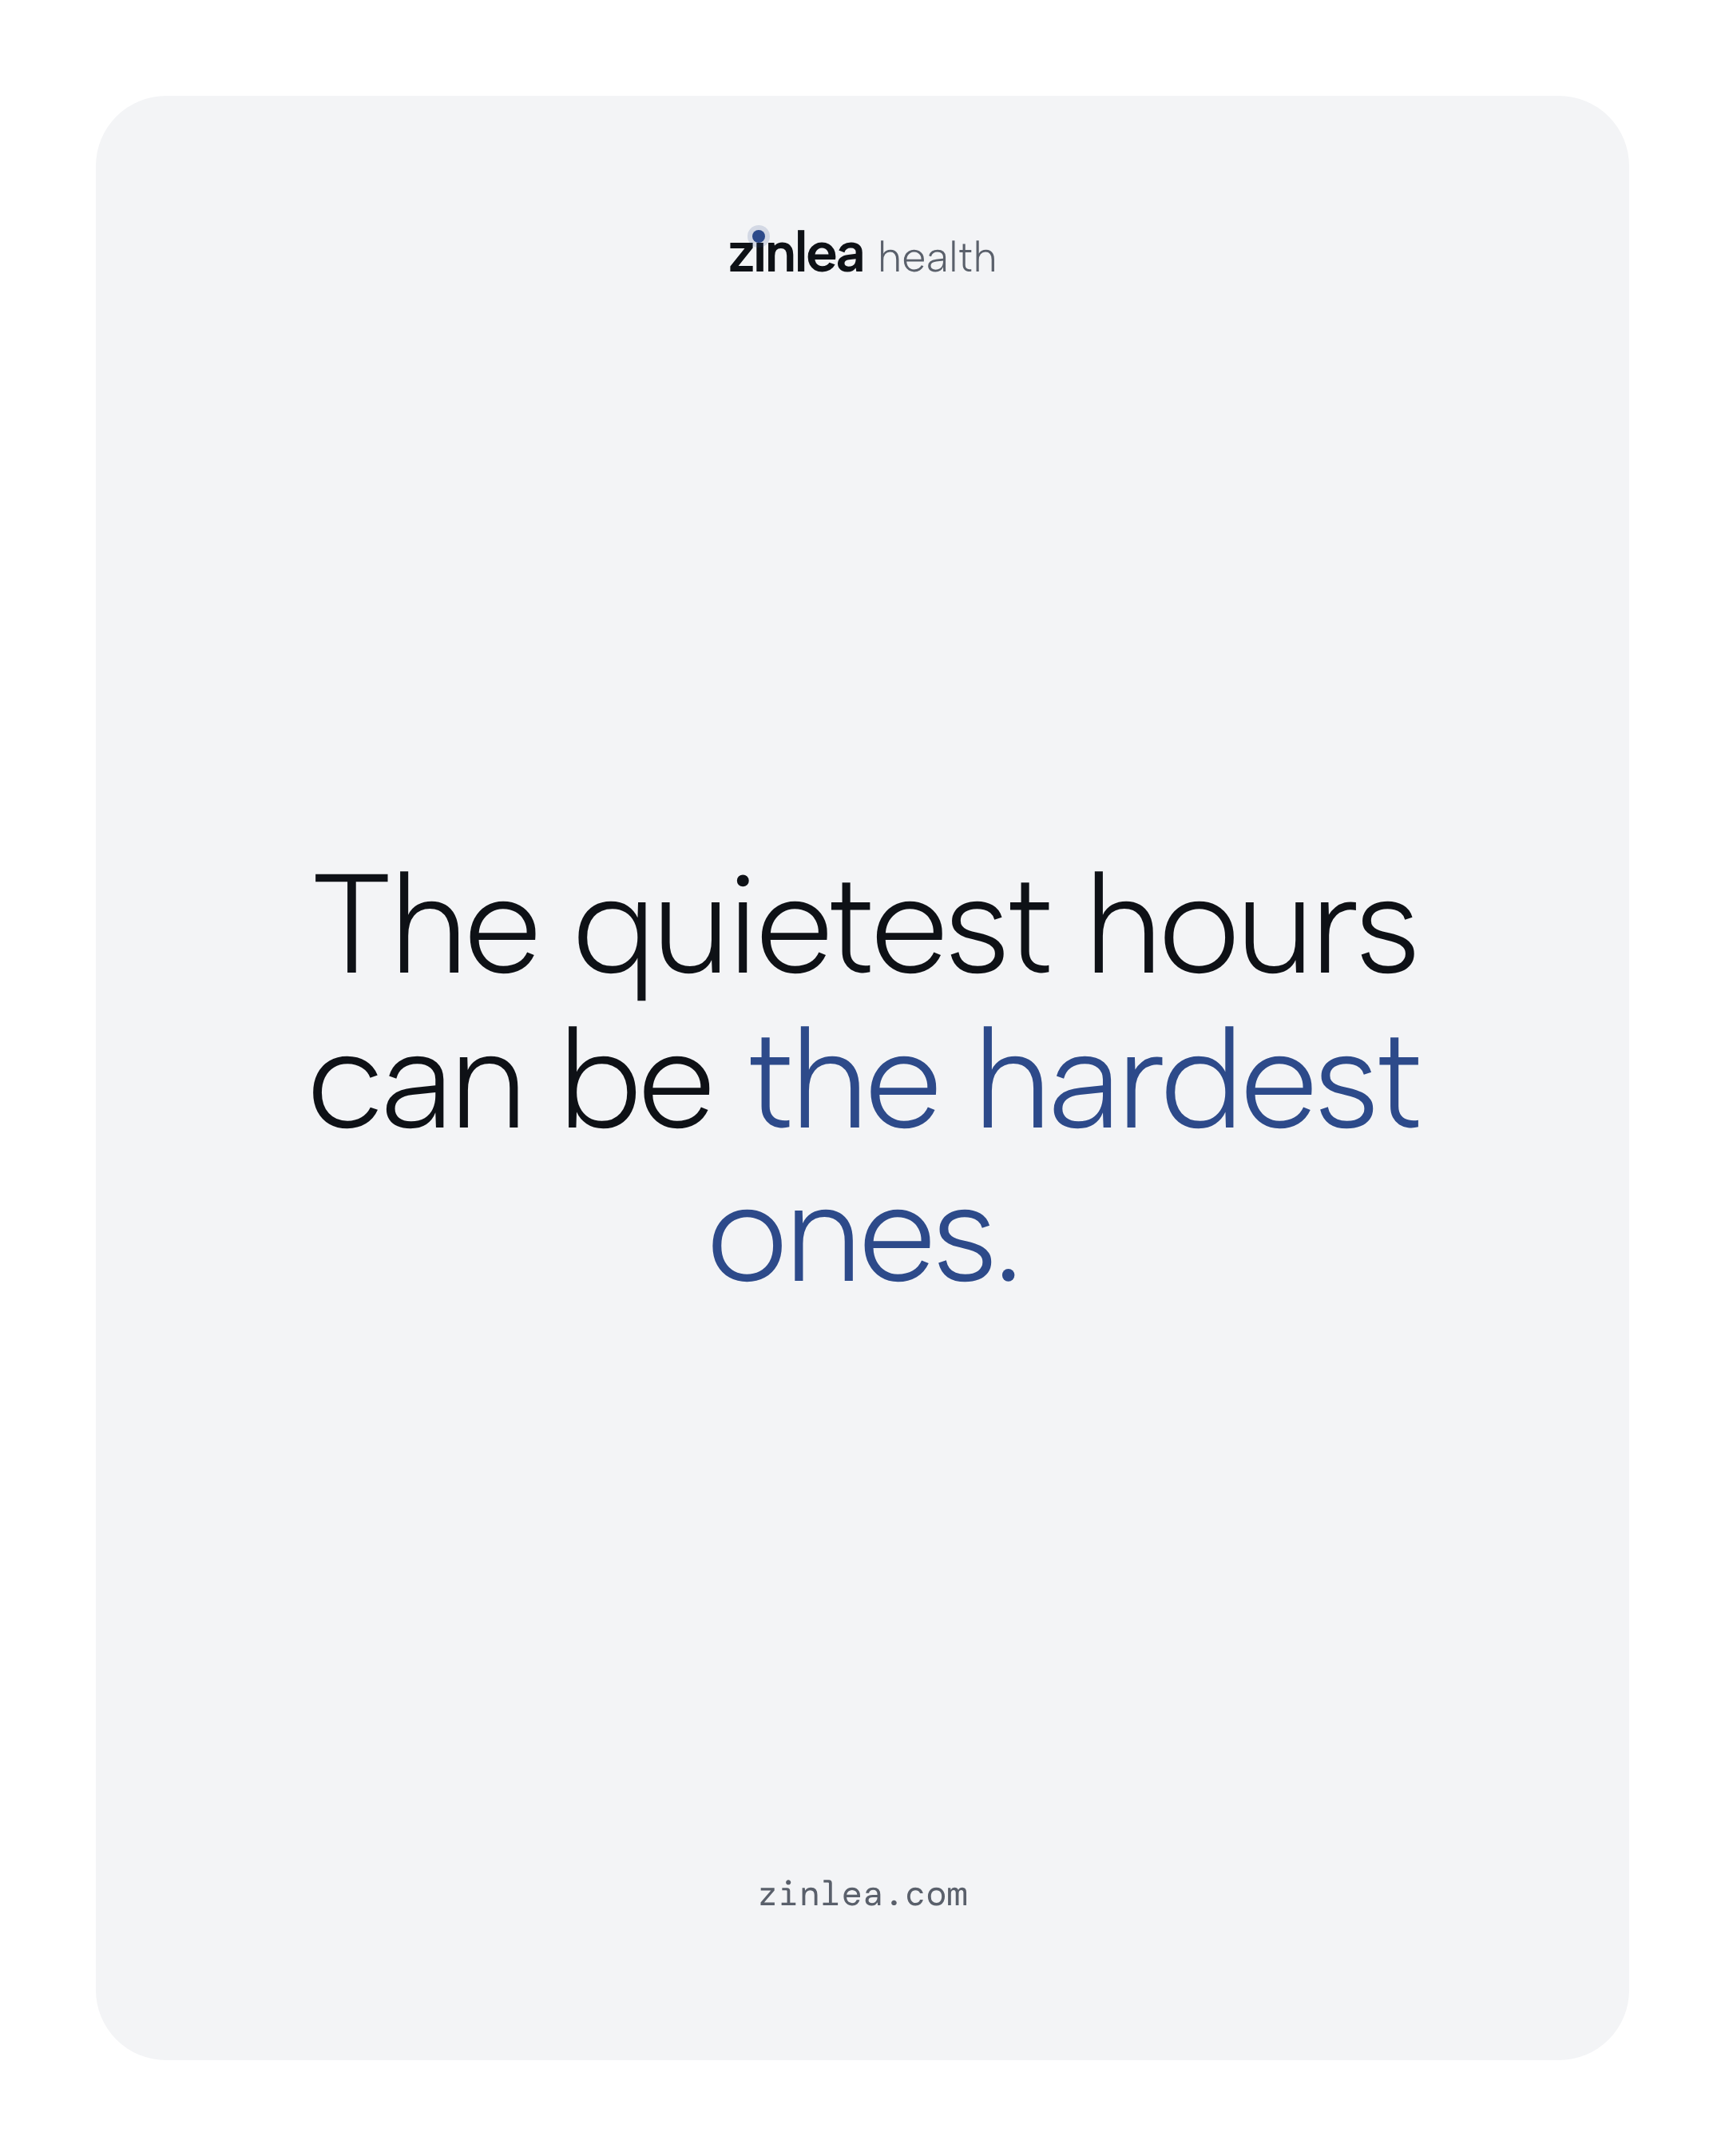 zinlea health
The quietest hours
can be the hardest
ones.
zinlea.com